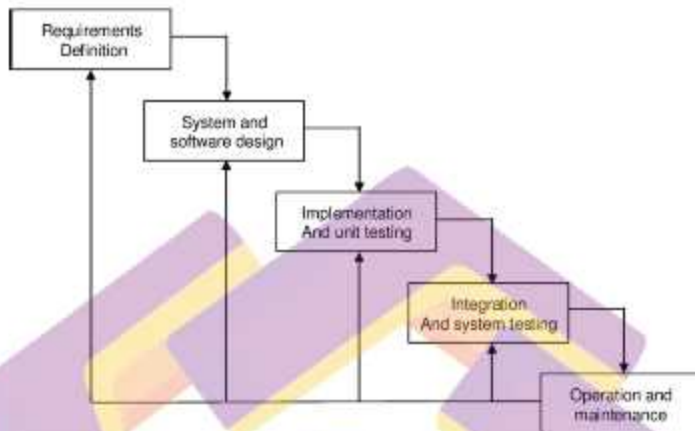 Requirements
Definition
System and
software design
Implementation
And unit testing
Integration
And system testing
Operation and
maintenance